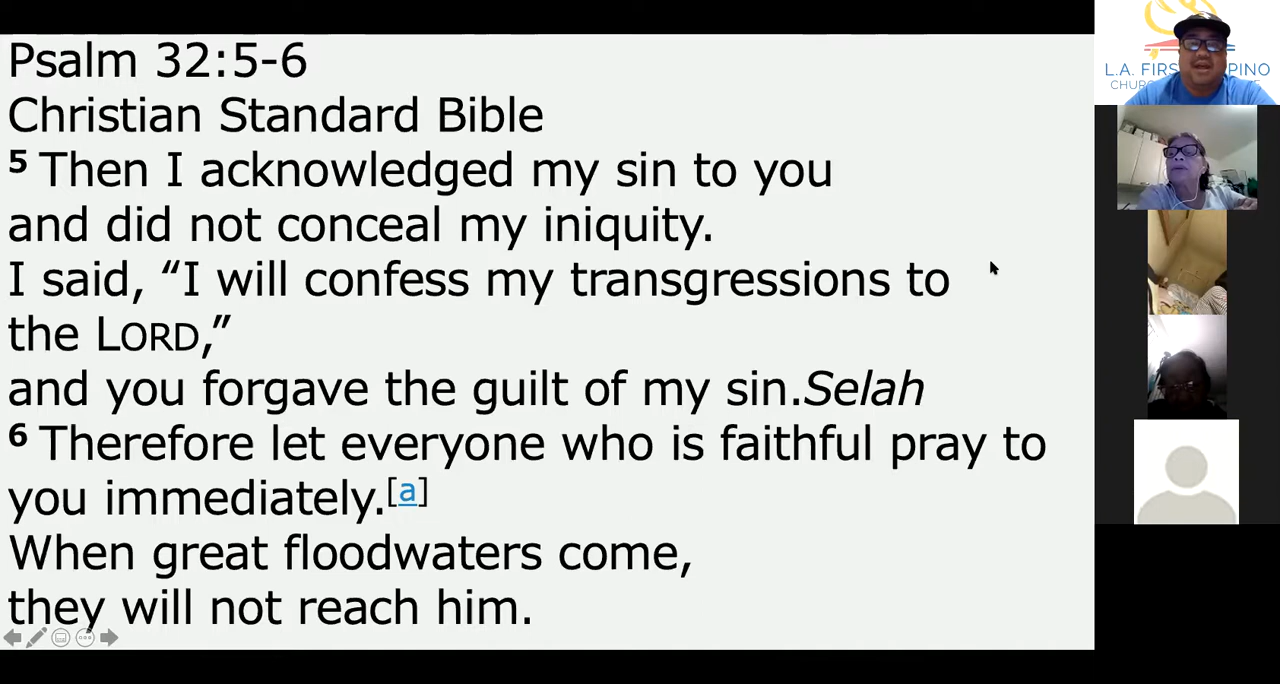 Psalm 32:5-6
Christian Standard Bible
5 Then I acknowledged my sin to you
and did not conceal my iniquity.
I said, “I will confess my transgressions to
the LORD,”
and you forgave the guilt of my sin.Selah
6 Therefore let everyone who is faithful pray to
you immediately.[a]
When great floodwaters come,
they will not reach him.
L.A. FIRS PINO
CHURC